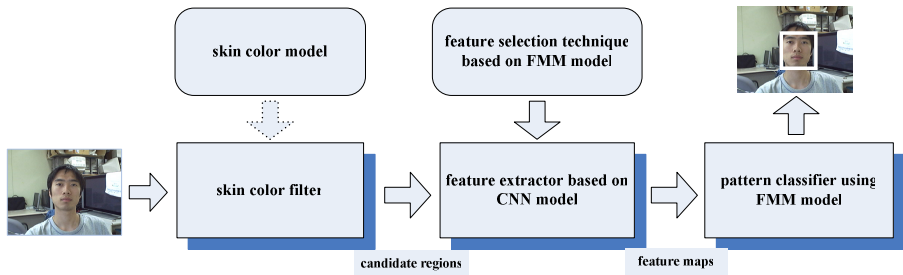 skin color model
feature selection technique
based on FMM model
skin color filter
feature extractor based on
CNN model
pattern classifier using
FMM model
candidate regions
feature maps